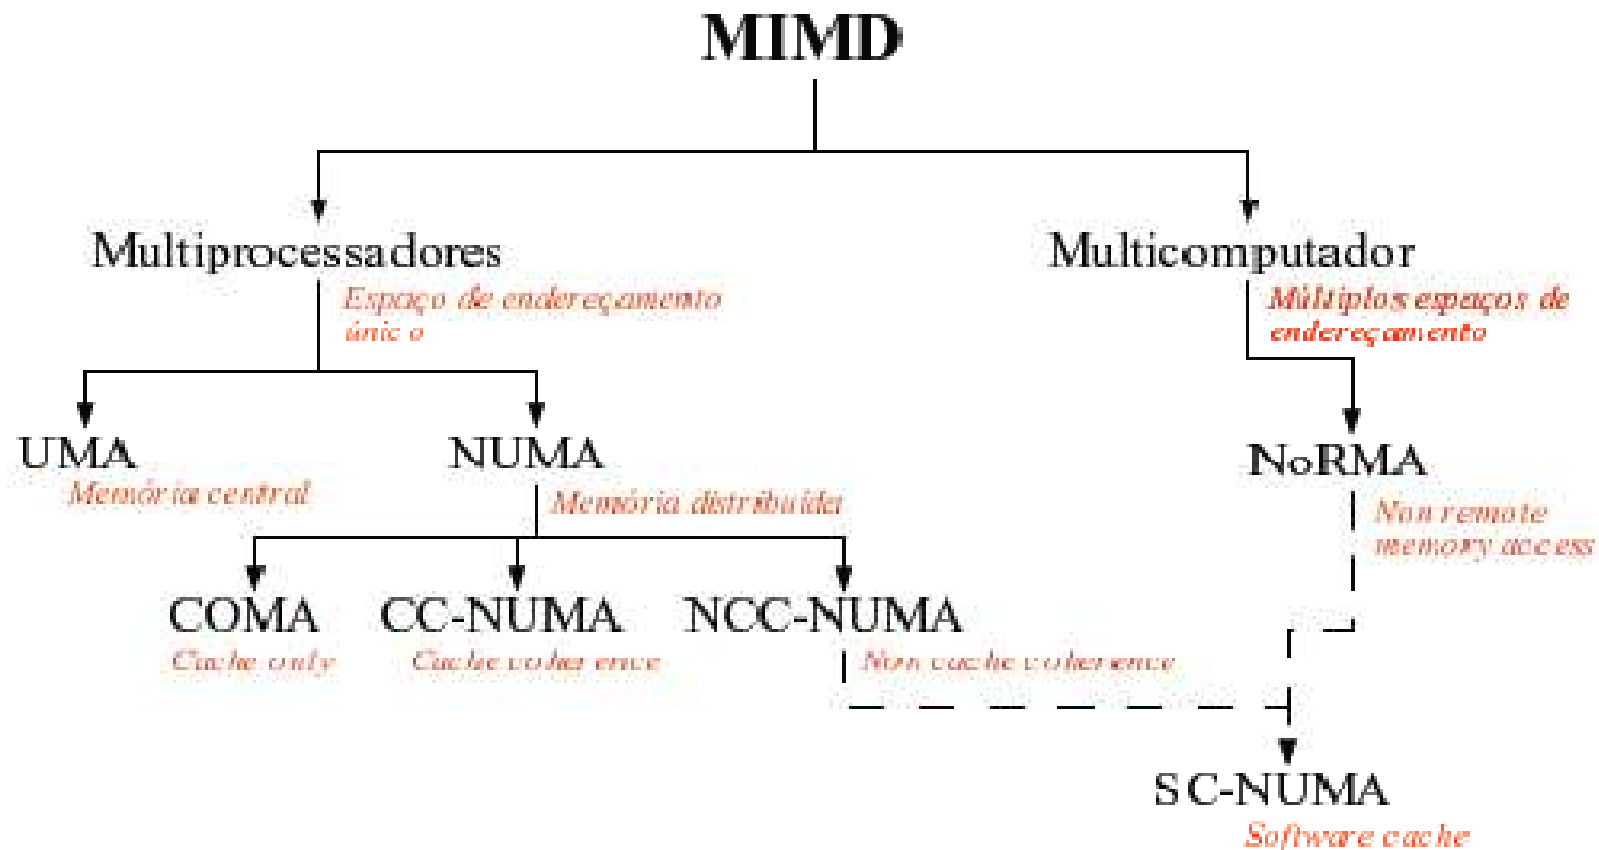 MIMD
Multiprocessadores
Espaço de endereçamento
único
Multicomputador
Múltiplos espaços de
endereçamento
UMA
Memória central
NUMA
Memória distribuída
NoRMA
Non remote
memory access
COMA
Cache only
CC-NUMA
Cache coherence
NCC-NUMA
Non cache coherence
SC-NUMA
Software cache